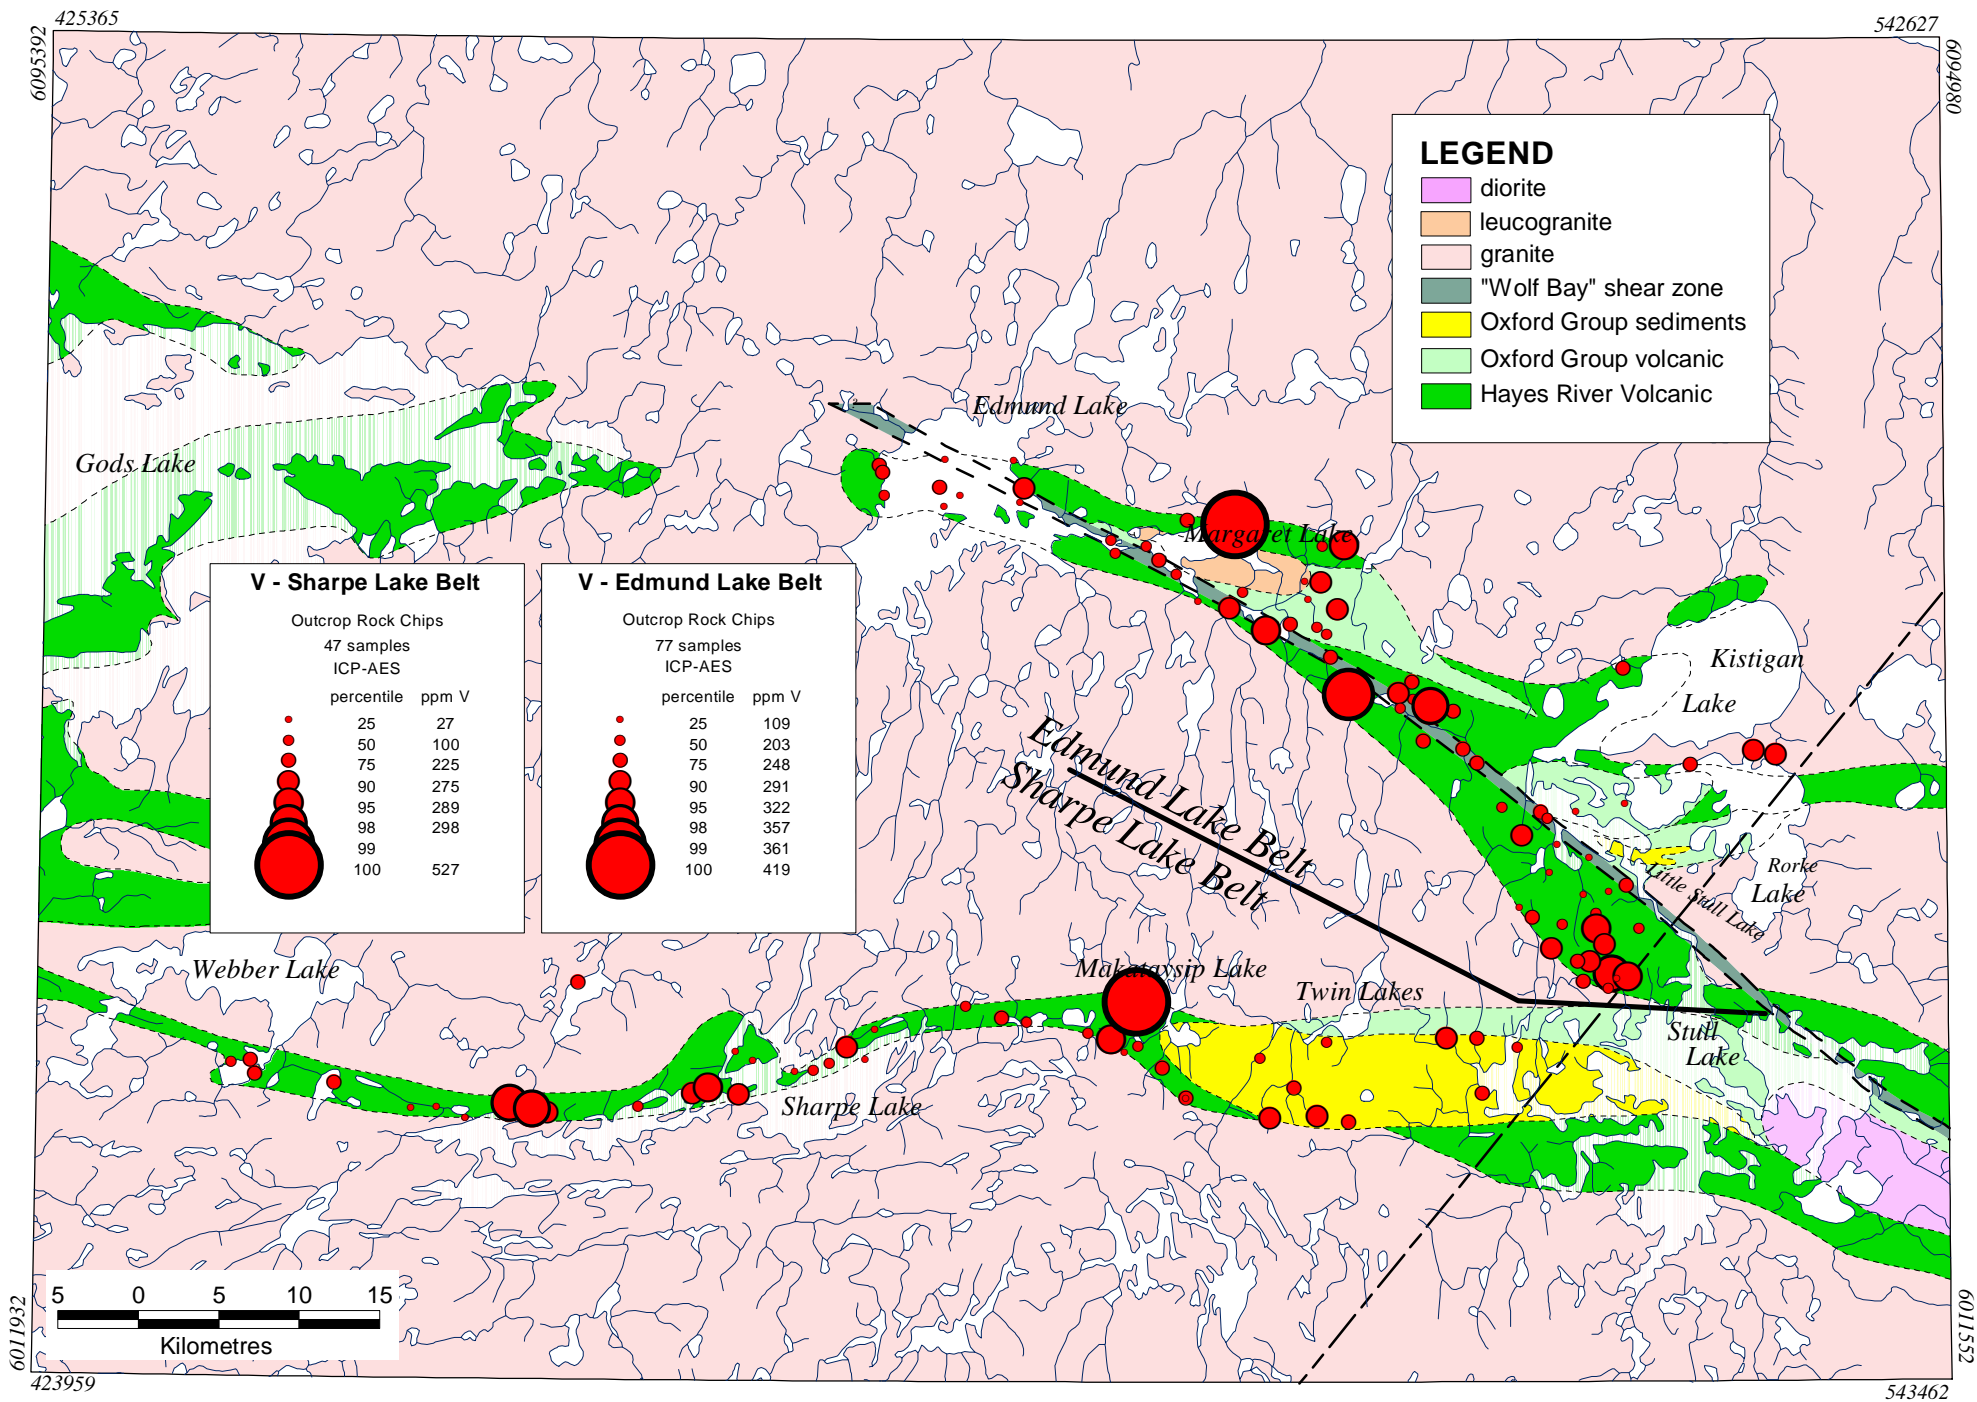 425365
542627
6095392
6094980
LEGEND
diorite
leucogranite
granite
"Wolf Bay" shear zone
Oxford Group sediments
Oxford Group volcanic
Hayes River Volcanic
Edmund Lake
Gods Lake
Margaret Lake
Kistigan
Lake
V - Sharpe Lake Belt
Outcrop Rock Chips
47 samples
ICP-AES
percentile ppm V
25 27
50 100
75 225
90 275
95 289
98 298
99
100 527
V - Edmund Lake Belt
Outcrop Rock Chips
77 samples
ICP-AES
percentile ppm V
25 109
50 203
75 248
90 291
95 322
98 357
99 361
100 419
Edmund Lake Belt
Sharpe Lake Belt
Rorke
Lake
Little Stull Lake
Webber Lake
Makataysip Lake
Twin Lakes
Stull
Lake
Sharpe Lake
5 0 5 10 15
Kilometres
6011932
6011552
423959
543462